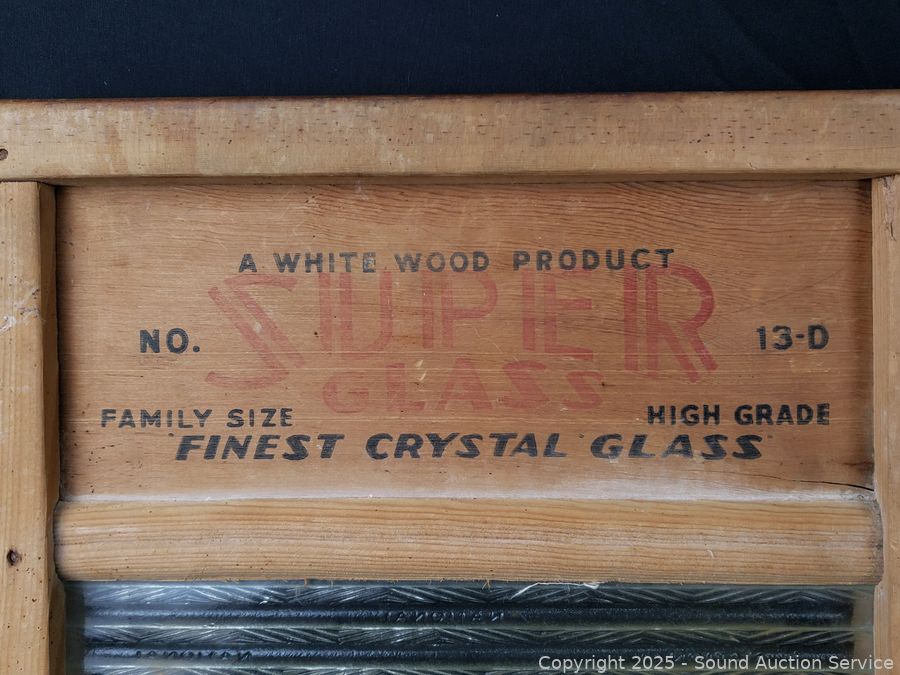 A WHITE WOOD PRODUCT
SUPER
NO. 13-D
GLASS
FAMILY SIZE HIGH GRADE
"FINEST CRYSTAL GLASS"
Copyright 2025 - Sound Auction Service